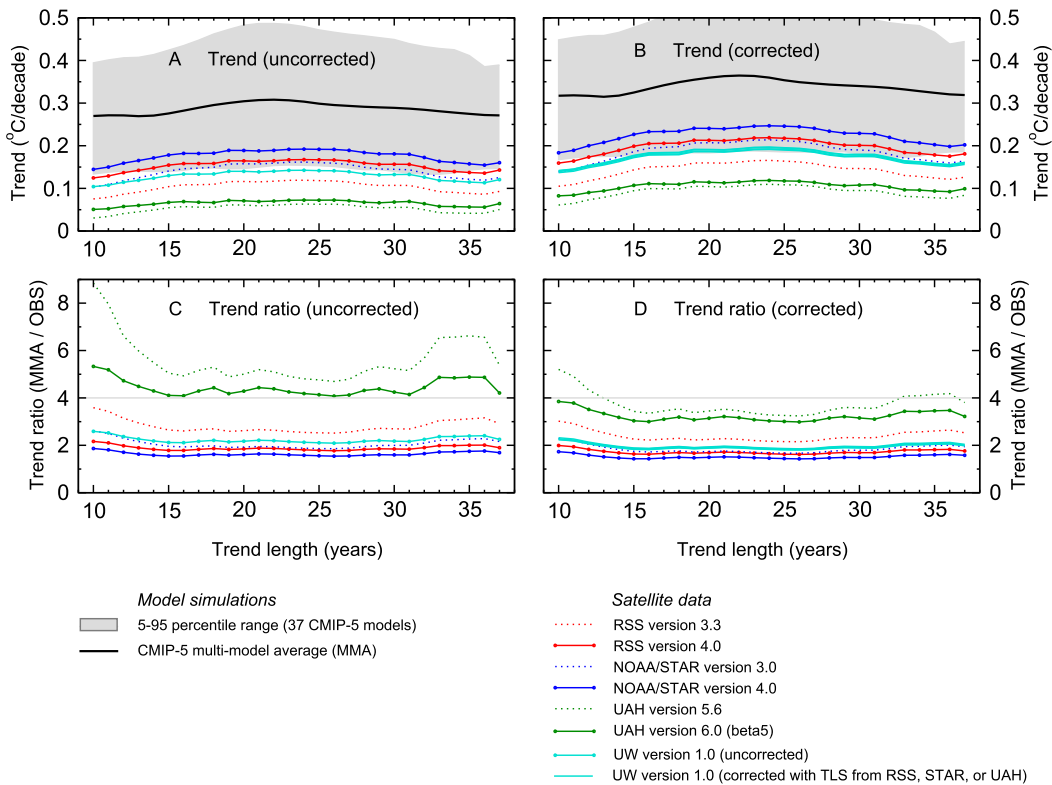 A Trend (uncorrected)
Trend (°C/decade)
0.5
0.4
0.3
0.2
0.1
0
10 15 20 25 30 35
B Trend (corrected)
Trend (°C/decade)
0.5
0.4
0.3
0.2
0.1
0
10 15 20 25 30 35
C Trend ratio (uncorrected)
Trend ratio (MMA / OBS)
8
6
4
2
0
10 15 20 25 30 35
Trend length (years)
D Trend ratio (corrected)
Trend ratio (MMA / OBS)
8
6
4
2
0
10 15 20 25 30 35
Trend length (years)
Model simulations
5-95 percentile range (37 CMIP-5 models)
CMIP-5 multi-model average (MMA)
Satellite data
RSS version 3.3
RSS version 4.0
NOAA/STAR version 3.0
NOAA/STAR version 4.0
UAH version 5.6
UAH version 6.0 (beta5)
UW version 1.0 (uncorrected)
UW version 1.0 (corrected with TLS from RSS, STAR, or UAH)